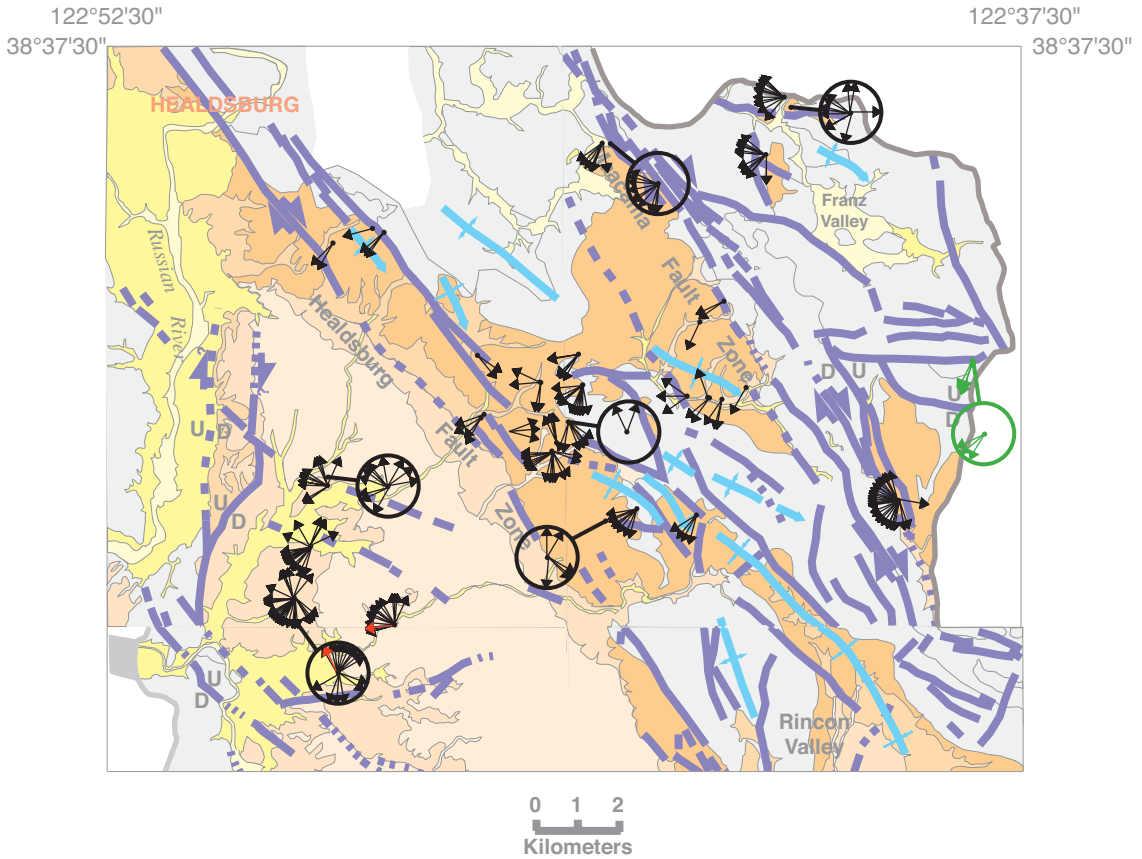 122°52'30"
122°37'30"
38°37'30"
38°37'30"
HEALDSBURG
Maacama
Franz
Valley
Russian
River
Fault
Zone
Healdsburg
Fault
Zone
D U
U
D
U D
U
D
U
D
Rincon
Valley
0 1 2
Kilometers